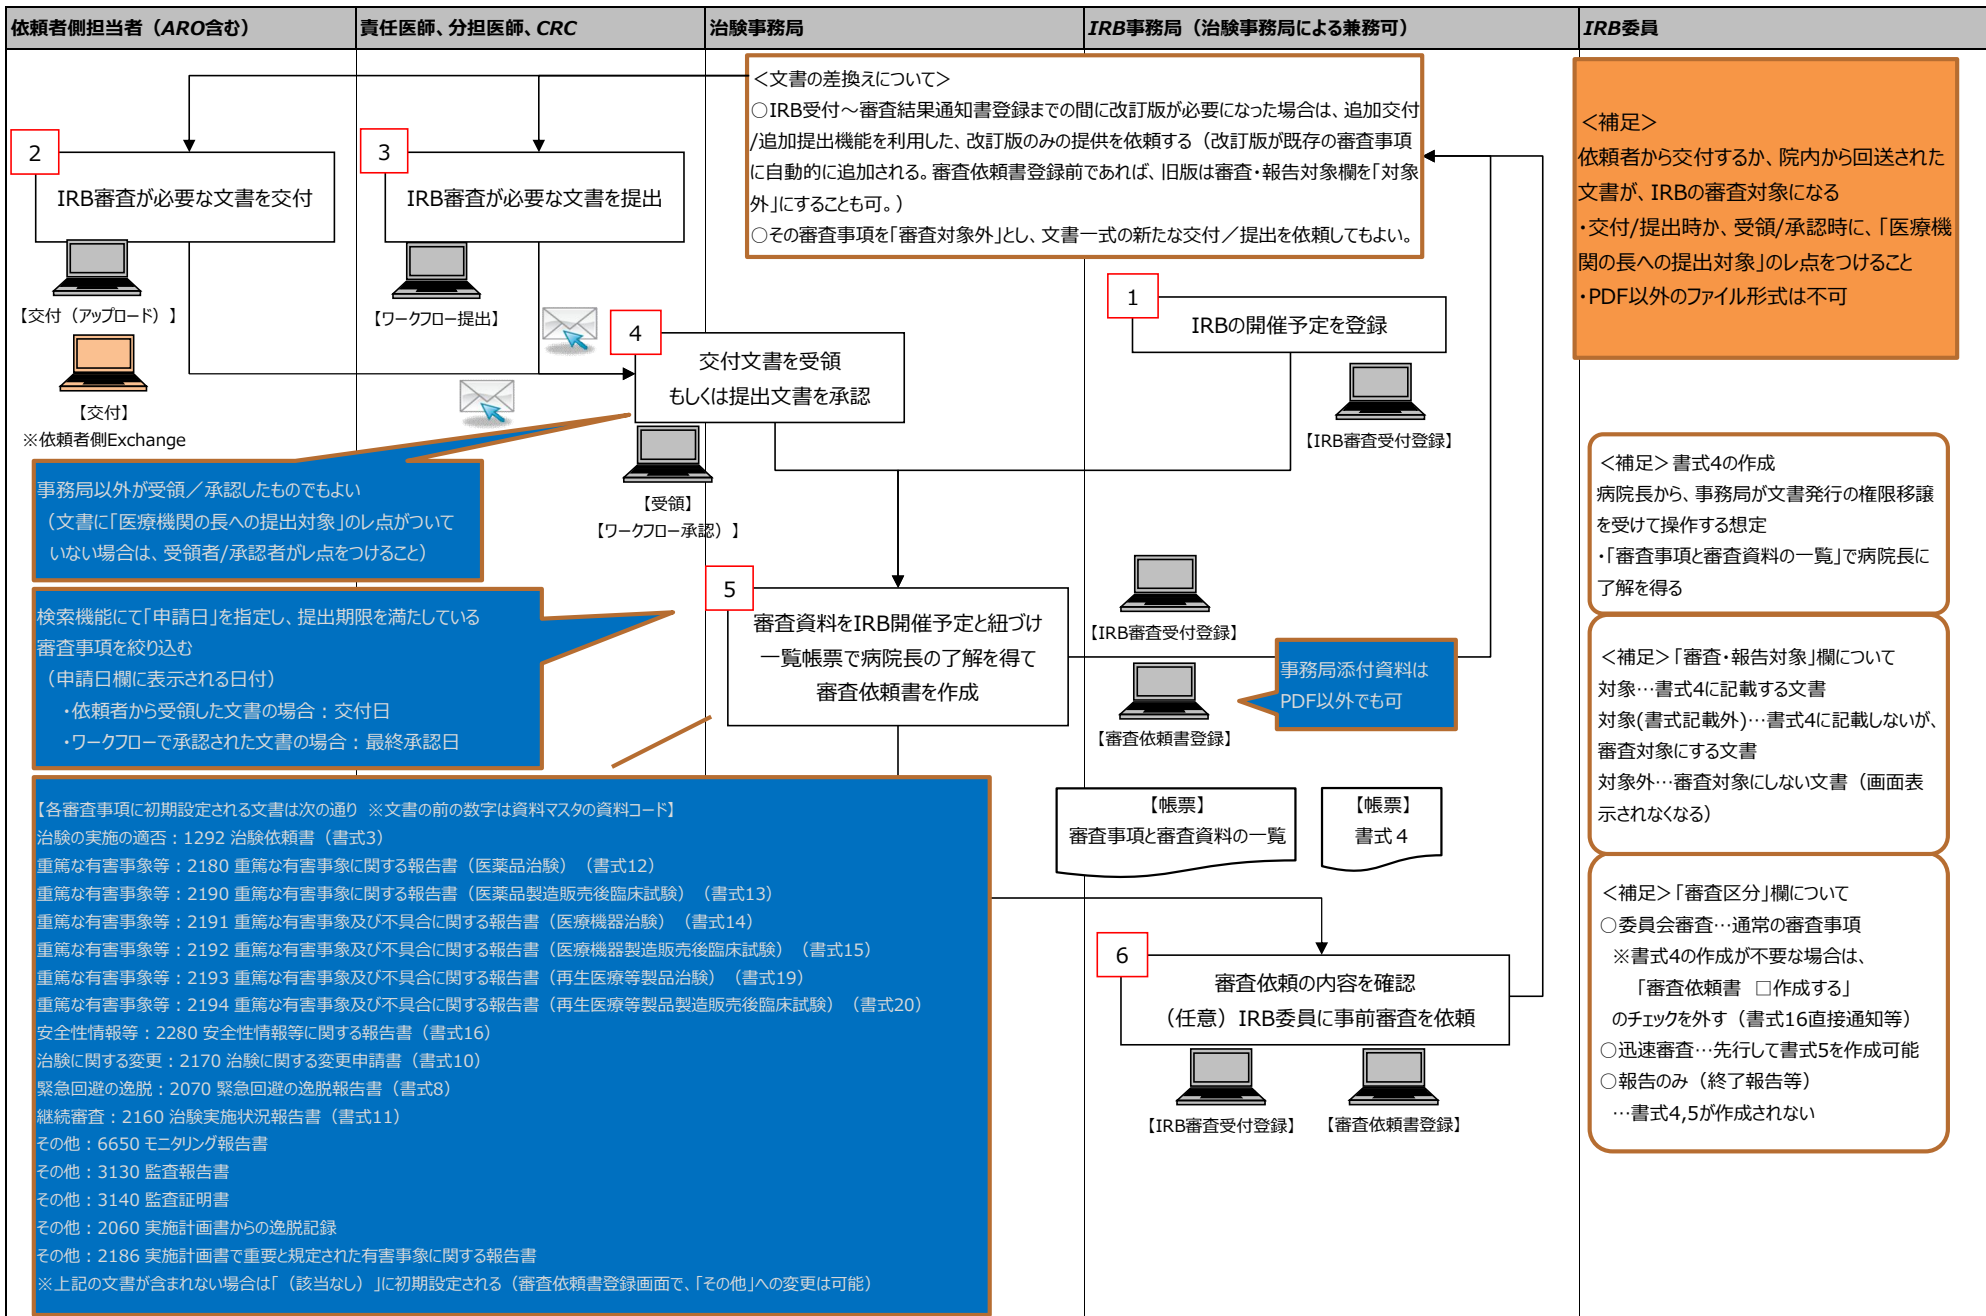 依頼者側担当者（ARO含む）
責任医師、分担医師、CRC
治験事務局
IRB事務局（治験事務局による兼務可）
IRB委員
＜文書の差換えについて＞
○IRB受付～審査結果通知書登録までの間に改訂版が必要になった場合は、追加交付
/追加提出機能を利用した、改訂版のみの提供を依頼する（改訂版が既存の審査事項
に自動的に追加される。審査依頼書登録前であれば、旧版は審査・報告対象欄を「対象
外」にすることも可。）
○その審査事項を「審査対象外」とし、文書一式の新たな交付／提出を依頼してもよい。
＜補足＞
依頼者から交付するか、院内から回送された
文書が、IRBの審査対象になる
・交付/提出時か、受領/承認時に、「医療機
関の長への提出対象」のレ点をつけること
・PDF以外のファイル形式は不可
2
IRB審査が必要な文書を交付
【交付（アップロード）】
【交付】
※依頼者側Exchange
3
IRB審査が必要な文書を提出
【ワークフロー提出】
1
IRBの開催予定を登録
【IRB審査受付登録】
4
交付文書を受領
もしくは提出文書を承認
【受領】
【ワークフロー承認）】
事務局以外が受領／承認したものでもよい
（文書に「医療機関の長への提出対象」のレ点がついて
いない場合は、受領者/承認者がレ点をつけること）
検索機能にて「申請日」を指定し、提出期限を満たしている
審査事項を絞り込む
（申請日欄に表示される日付）
・依頼者から受領した文書の場合：交付日
・ワークフローで承認された文書の場合：最終承認日
5
審査資料をIRB開催予定と紐づけ
一覧帳票で病院長の了解を得て
審査依頼書を作成
【IRB審査受付登録】
事務局添付資料は
PDF以外でも可
【審査依頼書登録】
＜補足＞書式4の作成
病院長から、事務局が文書発行の権限移譲
を受けて操作する想定
・「審査事項と審査資料の一覧」で病院長に
了解を得る
＜補足＞「審査・報告対象」欄について
対象…書式4に記載する文書
対象(書式記載外)…書式4に記載しないが、
審査対象にする文書
対象外…審査対象にしない文書（画面表
示されなくなる）
【各審査事項に初期設定される文書は次の通り ※文書の前の数字は資料マスタの資料コード】
治験の実施の適否：1292 治験依頼書（書式3）
重篤な有害事象等：2180 重篤な有害事象に関する報告書（医薬品治験）（書式12）
重篤な有害事象等：2190 重篤な有害事象に関する報告書（医薬品製造販売後臨床試験）（書式13）
重篤な有害事象等：2191 重篤な有害事象及び不具合に関する報告書（医療機器治験）（書式14）
重篤な有害事象等：2192 重篤な有害事象及び不具合に関する報告書（医療機器製造販売後臨床試験）（書式15）
重篤な有害事象等：2193 重篤な有害事象及び不具合に関する報告書（再生医療等製品治験）（書式19）
重篤な有害事象等：2194 重篤な有害事象及び不具合に関する報告書（再生医療等製品製造販売後臨床試験）（書式20）
安全性情報等：2280 安全性情報等に関する報告書（書式16）
治験に関する変更：2170 治験に関する変更申請書（書式10）
緊急回避の逸脱：2070 緊急回避の逸脱報告書（書式8）
継続審査：2160 治験実施状況報告書（書式11）
その他：6650 モニタリング報告書
その他：3130 監査報告書
その他：3140 監査証明書
その他：2060 実施計画書からの逸脱記録
その他：2186 実施計画書で重要と規定された有害事象に関する報告書
※上記の文書が含まれない場合は「（該当なし）」に初期設定される（審査依頼書登録画面で、「その他」への変更は可能）
【帳票】
審査事項と審査資料の一覧
【帳票】
書式４
6
審査依頼の内容を確認
（任意）IRB委員に事前審査を依頼
【IRB審査受付登録】
【審査依頼書登録】
＜補足＞「審査区分」欄について
○委員会審査…通常の審査事項
※書式4の作成が不要な場合は、
「審査依頼書　□作成する」
のチェックを外す（書式16直接通知等）
○迅速審査…先行して書式5を作成可能
○報告のみ（終了報告等）
…書式4,5が作成されない